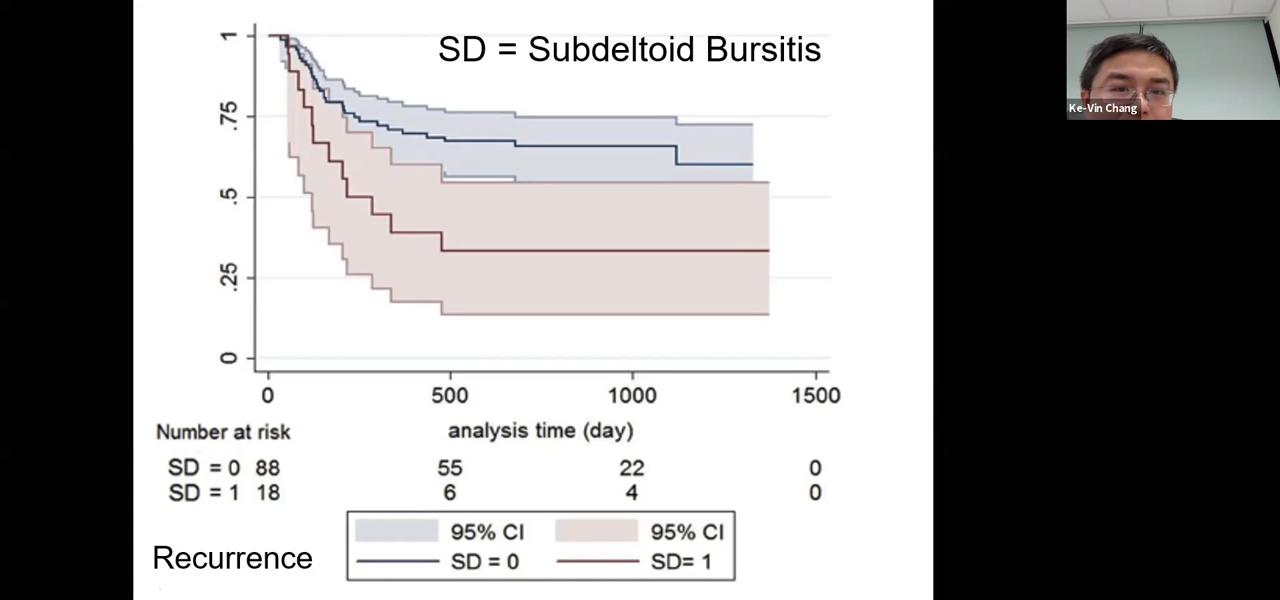 SD = Subdeltoid Bursitis
Ke-Vin Chang
1
.75
.5
.25
0
0 500 1000 1500
Number at risk analysis time (day)
SD = 0 88 55 22 0
SD = 1 18 6 4 0
95% CI 95% CI
SD = 0 SD= 1
Recurrence